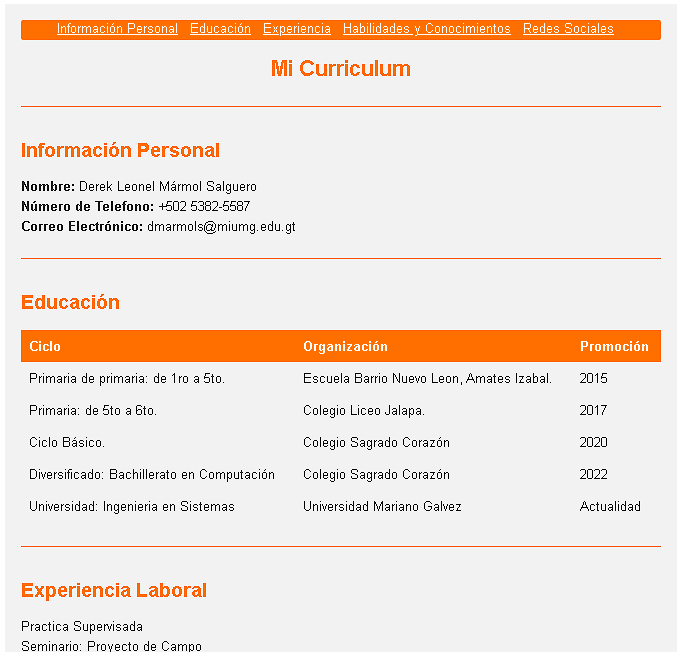 Información Personal Educación Experiencia Habilidades y Conocimientos Redes Sociales
Mi Curriculum
Información Personal
Nombre: Derek Leonel Mármol Salguero
Número de Telefono: +502 5382-5587
Correo Electrónico: dmarmols@miumg.edu.gt
Educación
Ciclo Organización Promoción
Primaria de primaria: de 1ro a 5to. Escuela Barrio Nuevo Leon, Amates Izabal. 2015
Primaria: de 5to a 6to. Colegio Liceo Jalapa. 2017
Ciclo Básico. Colegio Sagrado Corazón 2020
Diversificado: Bachillerato en Computación Colegio Sagrado Corazón 2022
Universidad: Ingenieria en Sistemas Universidad Mariano Galvez Actualidad
Experiencia Laboral
Practica Supervisada
Seminario: Proyecto de Campo